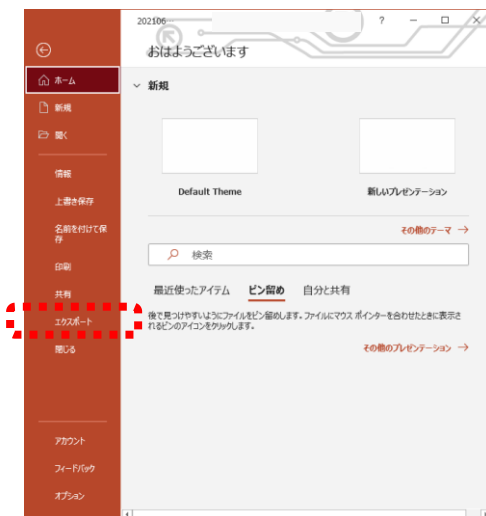 202106
?
おはようございます
ホーム
新規
開く
情報
上書き保存
名前を付けて保
存
印刷
共有
エクスポート
閉じる
アカウント
フィードバック
オプション
新規
Default Theme
新しいプレゼンテーション
その他のテーマ →
検索
最近使ったアイテム ピン留め 自分と共有
後で見つけやすいようにファイルをピン留めします。ファイルにマウス ポインターを合わせたときに表示さ
れるピンのアイコンをクリックします。
その他のプレゼンテーション →